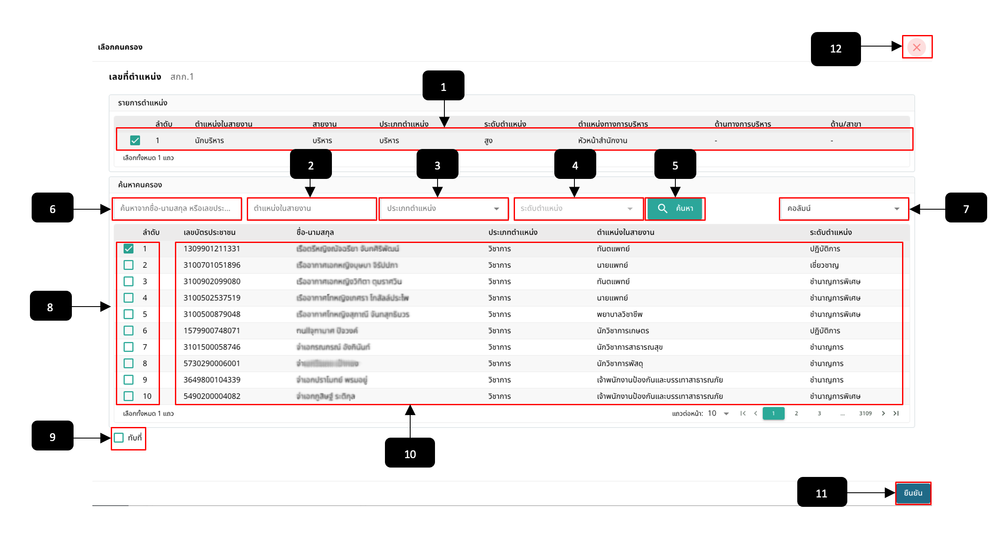 เลือกคนครอง
12
เลขที่ตำแหน่ง สกก.1
1
รายการตำแหน่ง
ลำดับ ตำแหน่งในสายงาน สายงาน ประเภทตำแหน่ง ระดับตำแหน่ง ตำแหน่งทางการบริหาร ด้านทางการบริหาร ด้าน/สาขา
1 นักบริหาร บริหาร บริหาร สูง หัวหน้าสำนักงาน - -
เลือกทั้งหมด 1 แถว
2 3 4 5
ค้นหาคนครอง
6 ค้นหาจากชื่อ-นามสกุล หรือเลขประ... ตำแหน่งในสายงาน ประเภทตำแหน่ง ระดับตำแหน่ง ค้นหา คอลัมน์ 7
ลำดับ เลขบัตรประชาชน ชื่อ-นามสกุล ประเภทตำแหน่ง ตำแหน่งในสายงาน ระดับตำแหน่ง
1 1309901211331 วิชาการ ทันตแพทย์ ปฏิบัติการ
2 3100701051896 วิชาการ นายแพทย์ เชี่ยวชาญ
3 3100902099080 วิชาการ ทันตแพทย์ ชำนาญการพิเศษ
4 3100502537519 วิชาการ นายแพทย์ ชำนาญการพิเศษ
8
5 3100500879048 วิชาการ พยาบาลวิชาชีพ ชำนาญการพิเศษ
6 1579900748071 วิชาการ นักวิชาการเกษตร ปฏิบัติการ
7 3101500058746 วิชาการ นักวิชาการสาธารณสุข ชำนาญการ
8 5730290006001 วิชาการ นักวิชาการพัสดุ ชำนาญการ
9 3649800104339 วิชาการ เจ้าพนักงานป้องกันและบรรเทาสาธารณภัย ชำนาญการ
10 5490200004082 วิชาการ เจ้าพนักงานป้องกันและบรรเทาสาธารณภัย ชำนาญการพิเศษ
เลือกทั้งหมด 1 แถว แถวต่อหน้า: 10 1 2 3 ... 3109
9 ทับที่
10
11 ยืนยัน